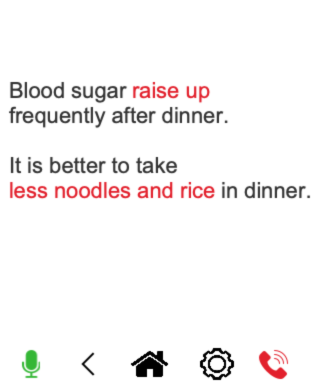 Blood sugar raise up
frequently after dinner.
It is better to take
less noodles and rice in dinner.